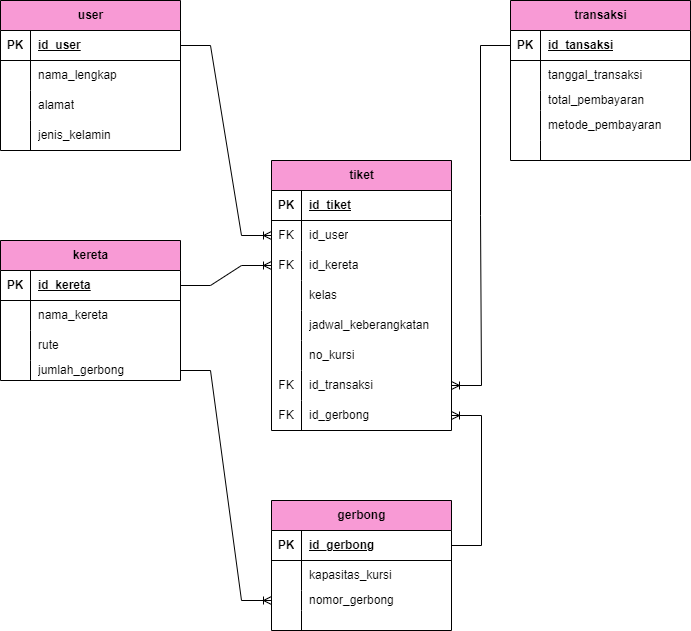 user
PK id_user
nama_lengkap
alamat
jenis_kelamin
transaksi
PK id_tansaksi
tanggal_transaksi
total_pembayaran
metode_pembayaran
tiket
PK id_tiket
FK id_user
FK id_kereta
kelas
jadwal_keberangkatan
no_kursi
FK id_transaksi
FK id_gerbong
kereta
PK id_kereta
nama_kereta
rute
jumlah_gerbong
gerbong
PK id_gerbong
kapasitas_kursi
nomor_gerbong